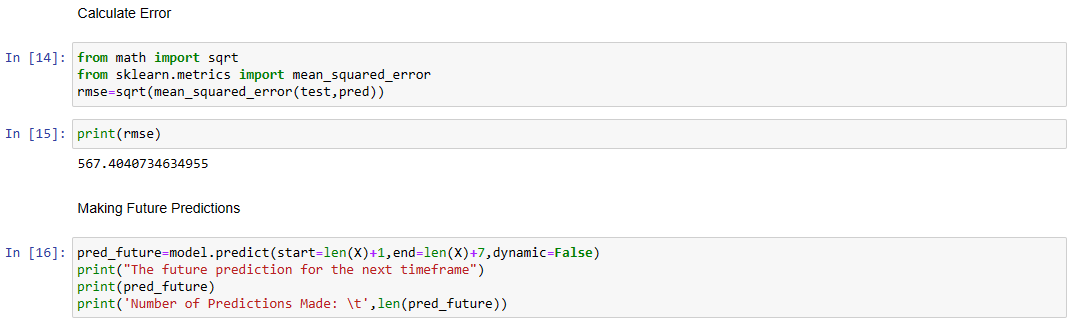 Calculate Error
In [14]: from math import sqrt
from sklearn.metrics import mean_squared_error
rmse=sqrt(mean_squared_error(test,pred))
In [15]: print(rmse)
567.4040734634955
Making Future Predictions
In [16]: pred_future=model.predict(start=len(X)+1,end=len(X)+7,dynamic=False)
print("The future prediction for the next timeframe")
print(pred_future)
print('Number of Predictions Made: \t',len(pred_future))